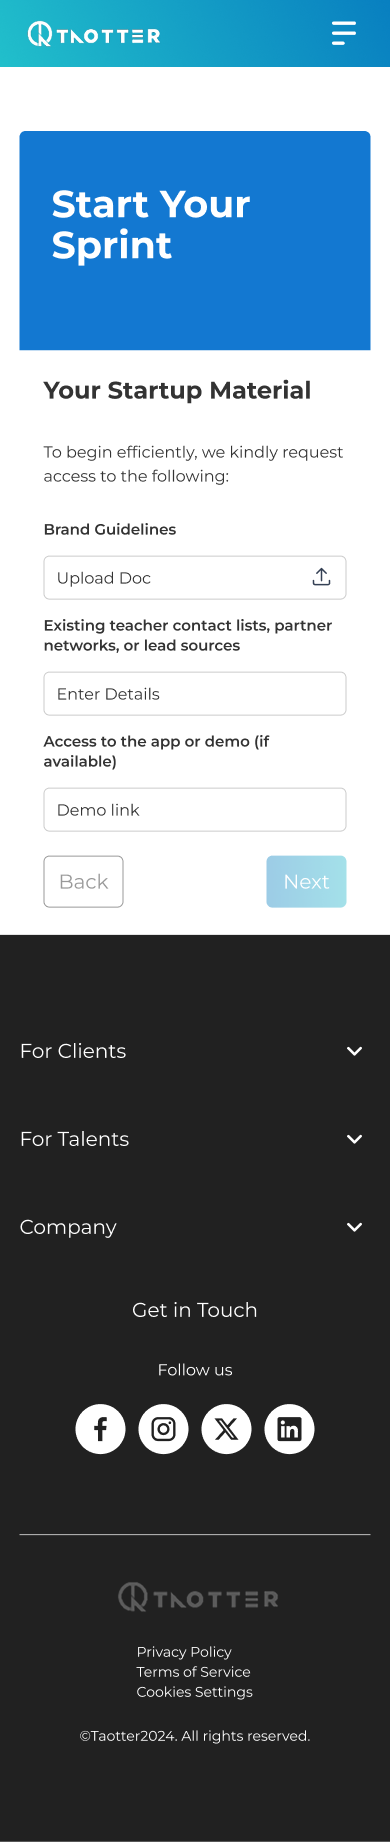 TAOTTER
Start Your
Sprint
Your Startup Material
To begin efficiently, we kindly request
access to the following:
Brand Guidelines
Upload Doc
Existing teacher contact lists, partner
networks, or lead sources
Enter Details
Access to the app or demo (if
available)
Demo link
Back
Next
For Clients
For Talents
Company
Get in Touch
Follow us
TAOTTER
Privacy Policy
Terms of Service
Cookies Settings
©Taotter2024. All rights reserved.